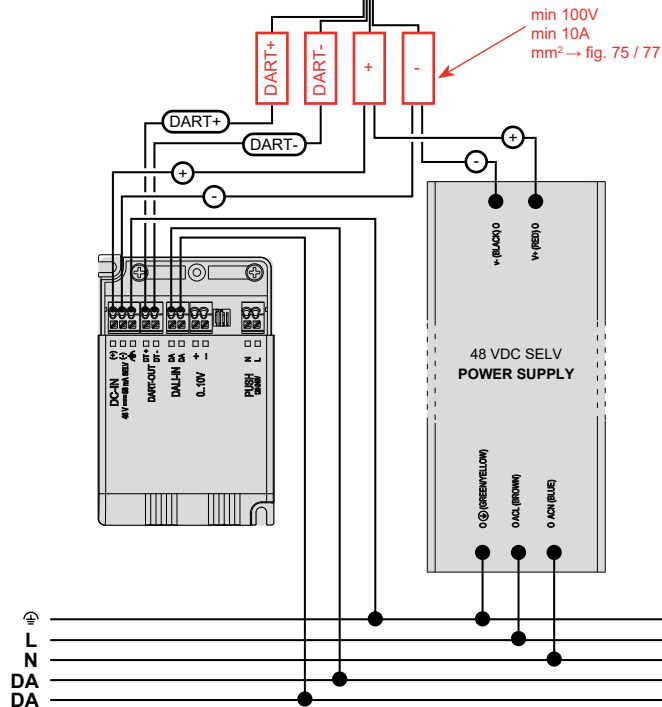 min 100V
min 10A
mm² → fig. 75 / 77
DART+
DART-
+
-
DART+
DART-
+
-
+
-
V- (BLACK) O
V+ (RED) O
48 VDC SELV
POWER SUPPLY
O (GREEN/YELLOW)
O ACL (BROWN)
O ACN (BLUE)
(+)
(-)
DC-IN
DT +
DT -
DART-OUT
DA
DA
DALI-IN
+
-
0..10V
N
L
PUSH
L
N
DA
DA